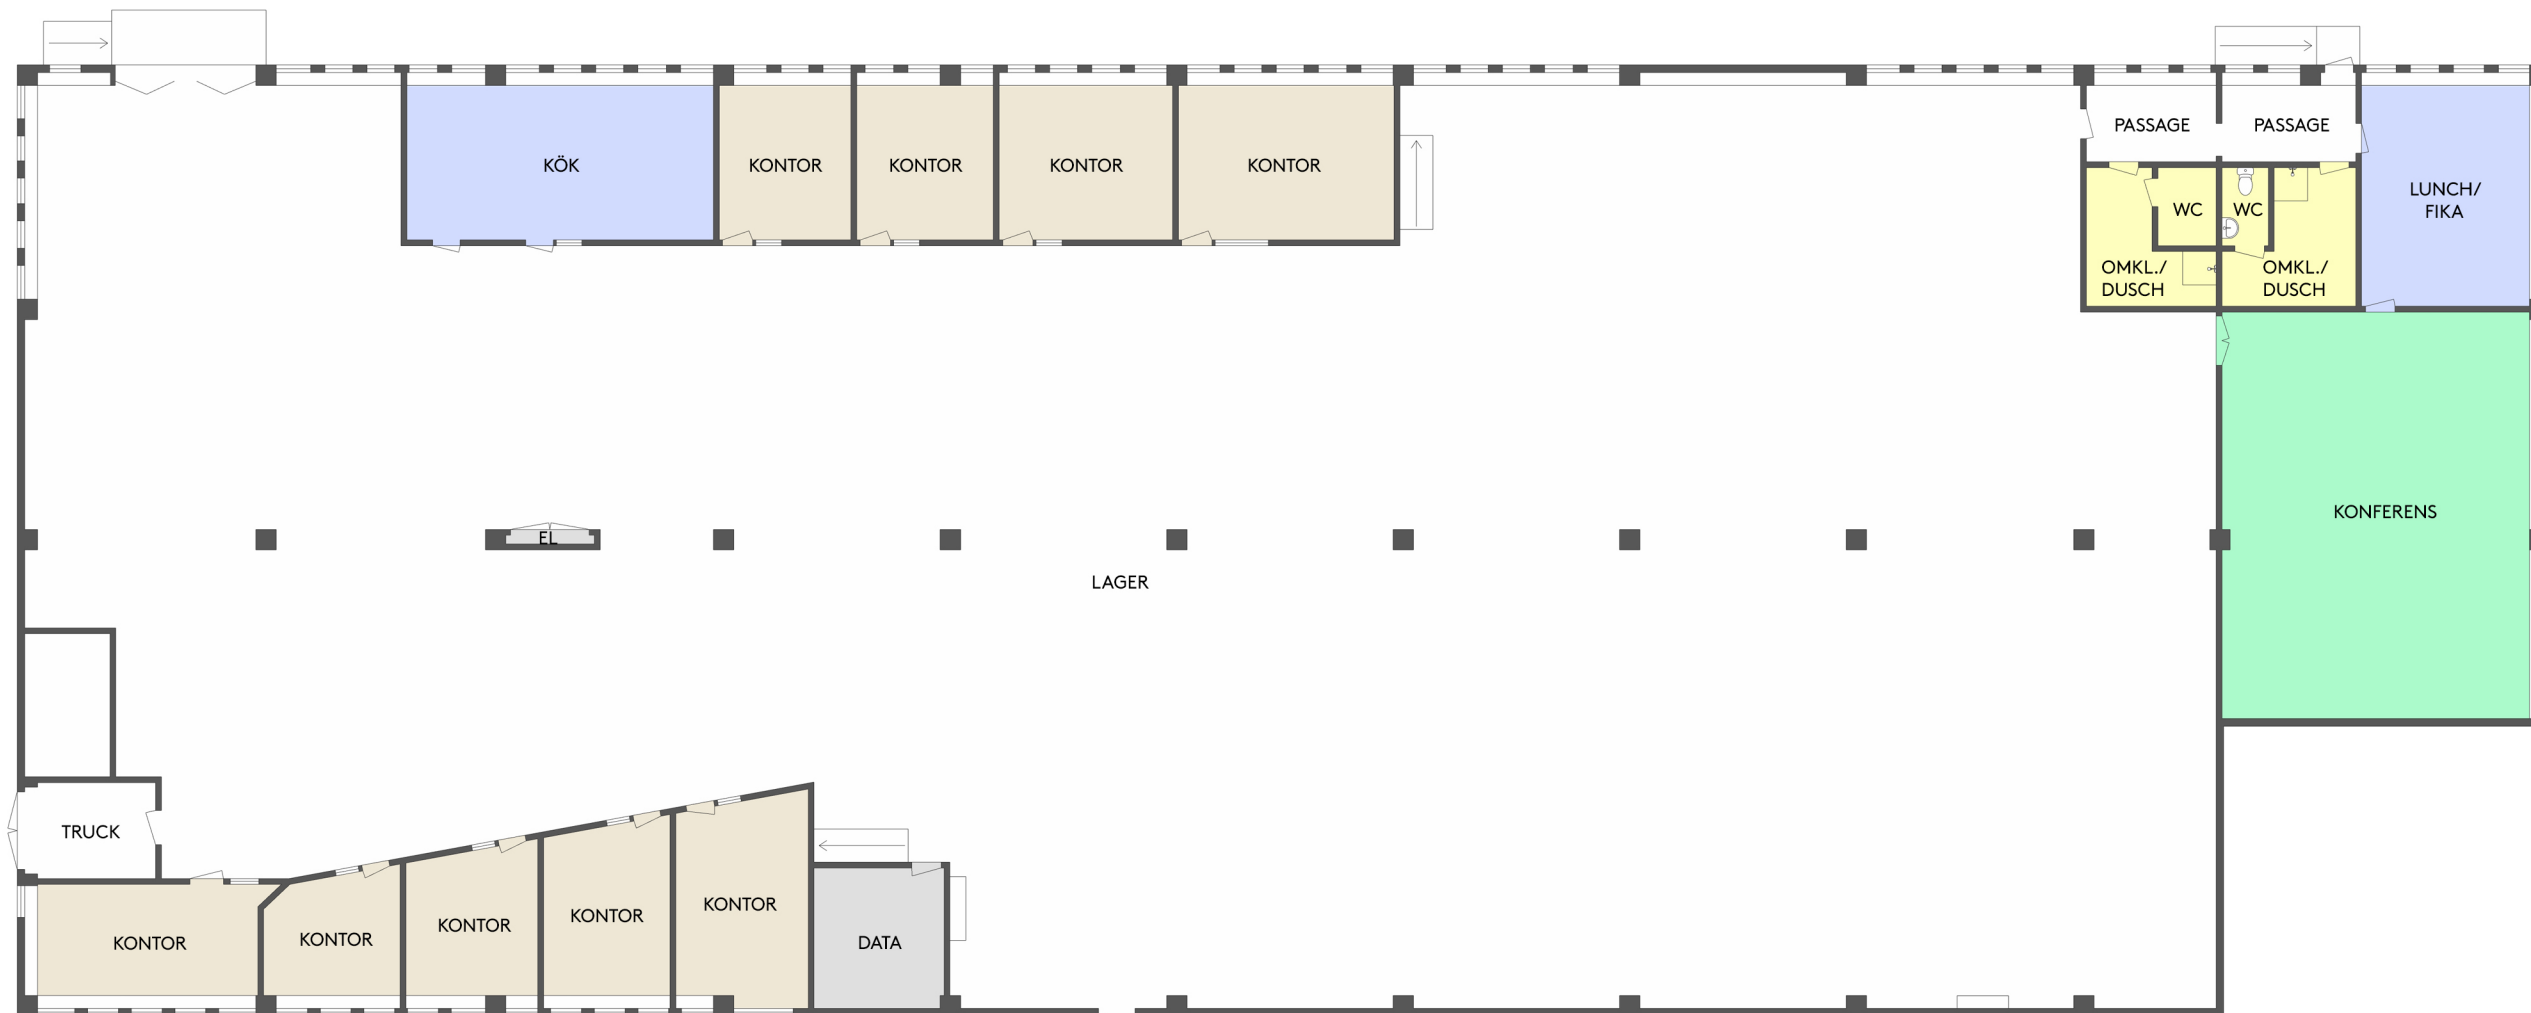 PASSAGE
PASSAGE
KÖK
KONTOR
KONTOR
KONTOR
KONTOR
LUNCH/
FIKA
WC
WC
OMKL./
DUSCH
OMKL./
DUSCH
KONFERENS
EL
LAGER
TRUCK
KONTOR
KONTOR
KONTOR
KONTOR
KONTOR
DATA